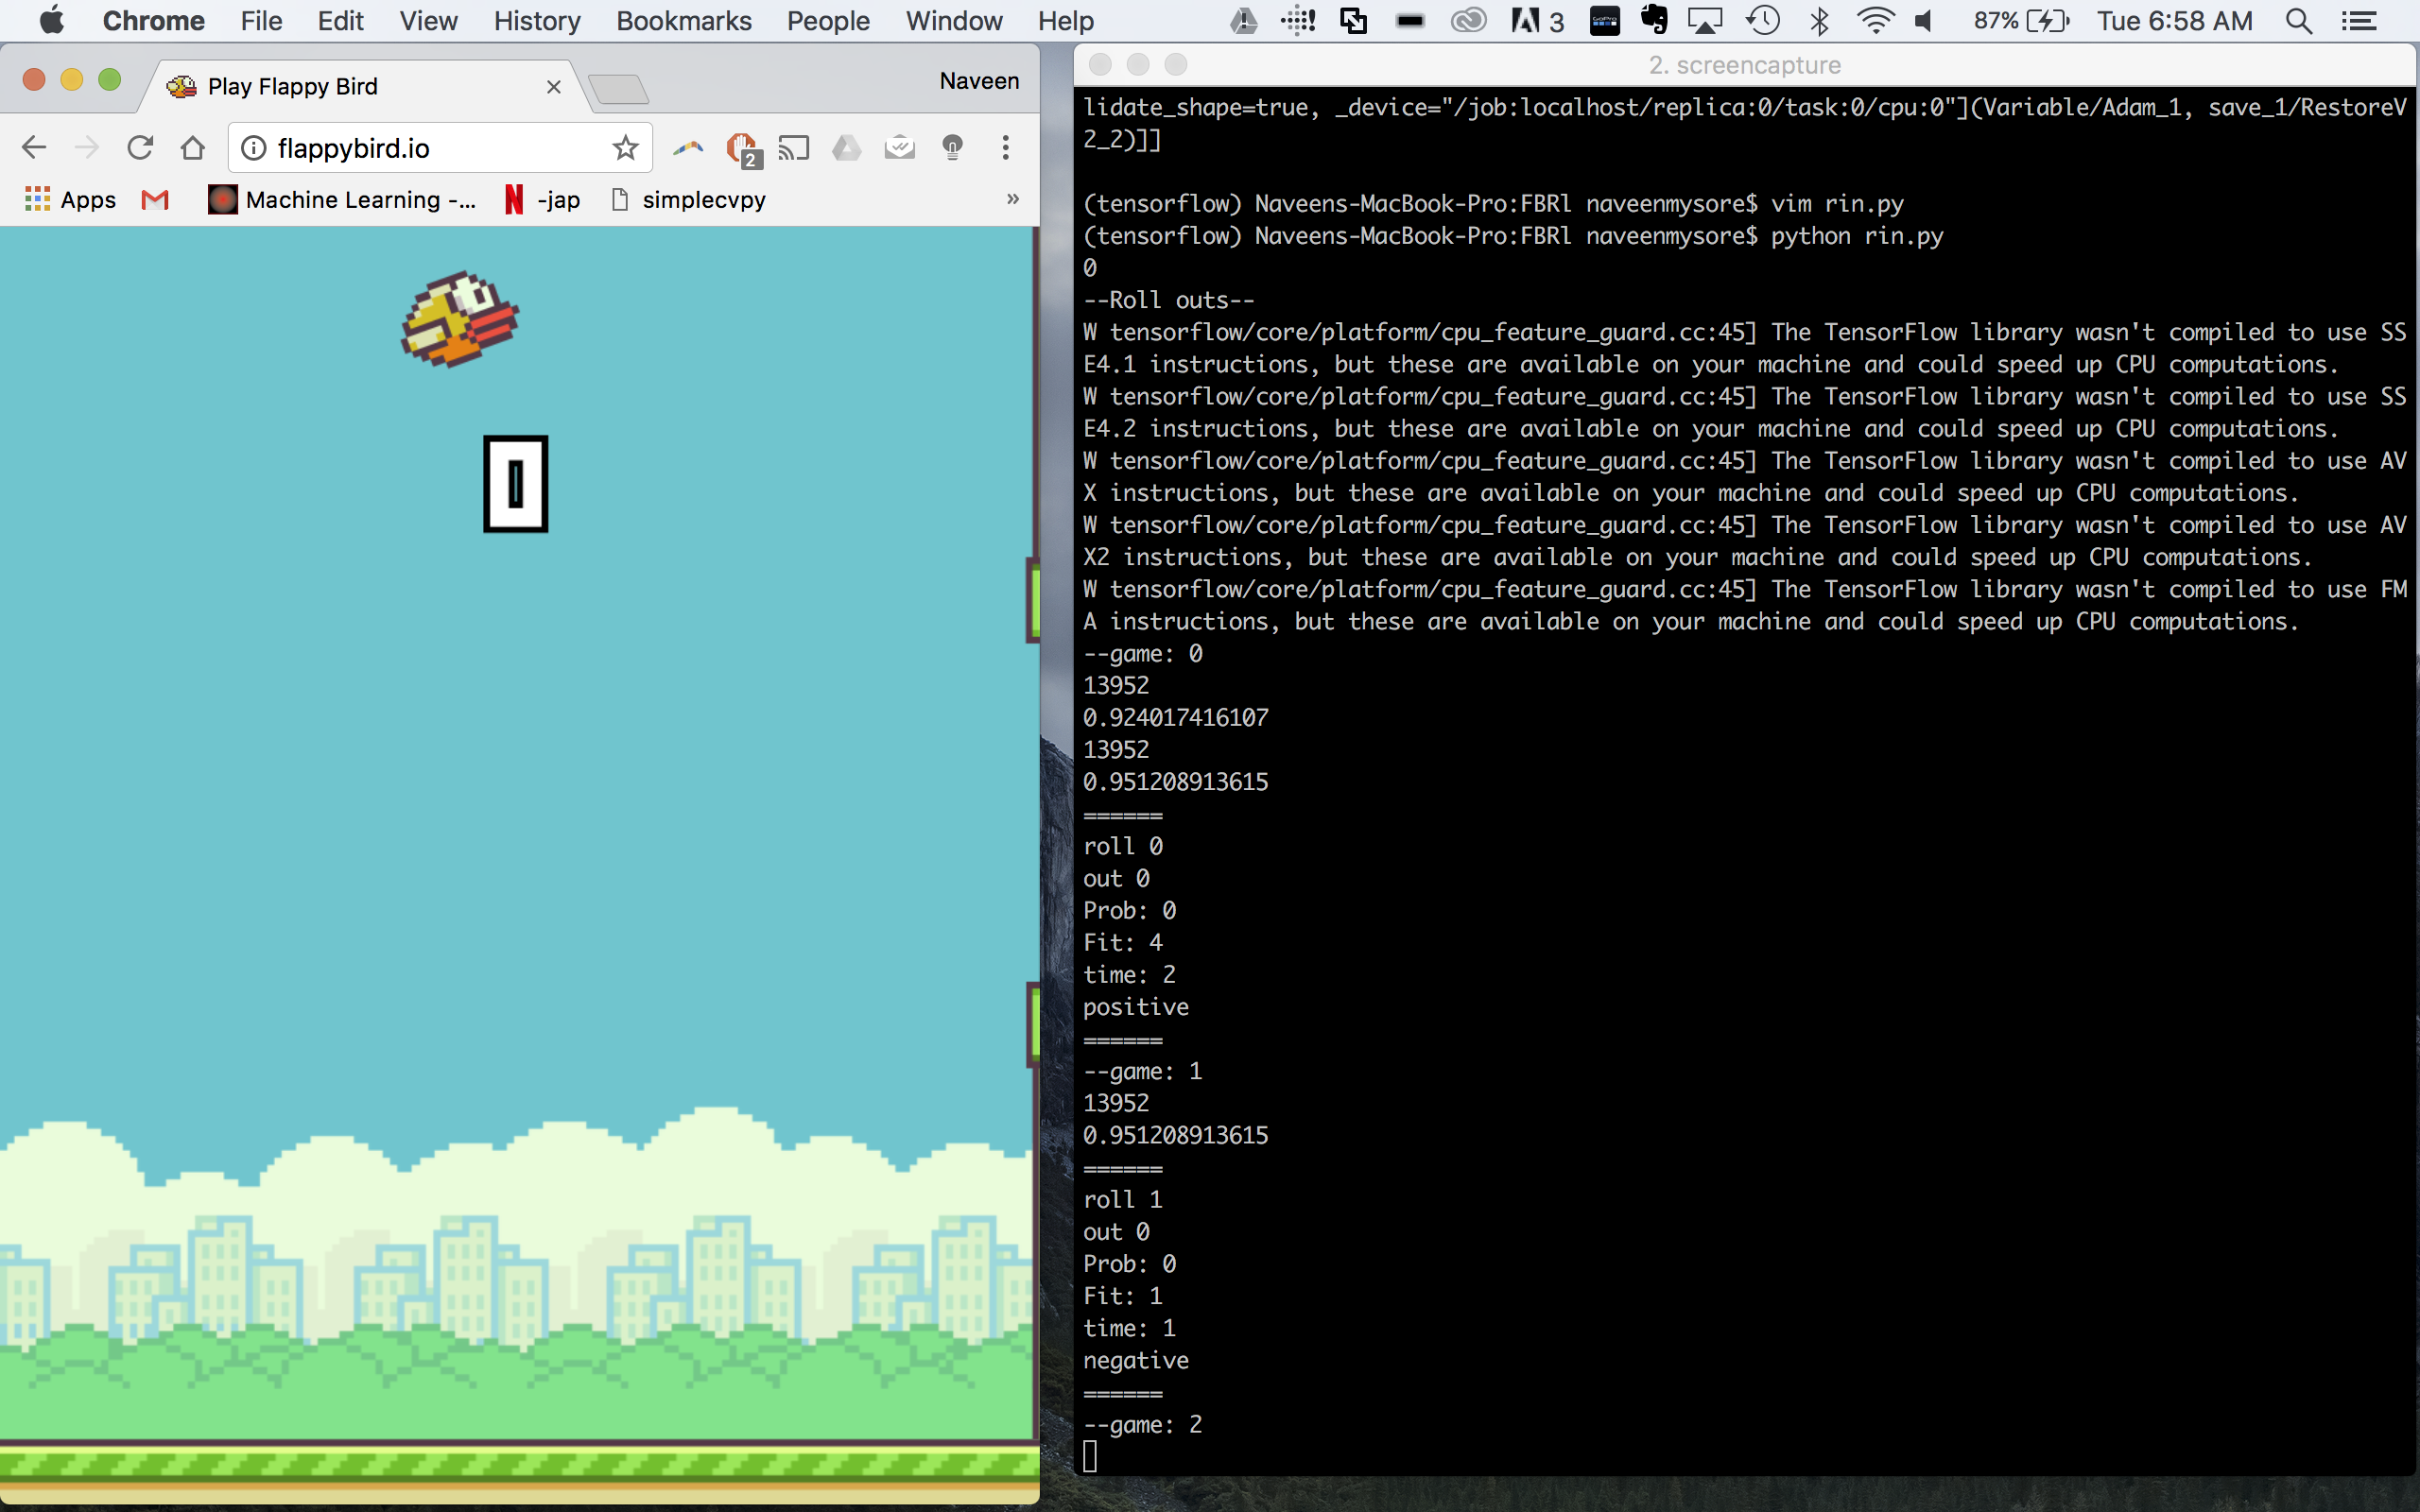 Chrome File Edit View History Bookmarks People Window Help 3 87% Tue 6:58 AM
Play Flappy Bird Naveen
flappybird.io 2
Apps Machine Learning -... N -jap simplecvpy »
0
2. screencapture
lidate_shape=true, _device="/job:localhost/replica:0/task:0/cpu:0"](Variable/Adam_1, save_1/RestoreV
2_2)]]
(tensorflow) Naveens-MacBook-Pro:FBRl naveenmysore$ vim rin.py
(tensorflow) Naveens-MacBook-Pro:FBRl naveenmysore$ python rin.py
0
--Roll outs--
W tensorflow/core/platform/cpu_feature_guard.cc:45] The TensorFlow library wasn't compiled to use SS
E4.1 instructions, but these are available on your machine and could speed up CPU computations.
W tensorflow/core/platform/cpu_feature_guard.cc:45] The TensorFlow library wasn't compiled to use SS
E4.2 instructions, but these are available on your machine and could speed up CPU computations.
W tensorflow/core/platform/cpu_feature_guard.cc:45] The TensorFlow library wasn't compiled to use AV
X instructions, but these are available on your machine and could speed up CPU computations.
W tensorflow/core/platform/cpu_feature_guard.cc:45] The TensorFlow library wasn't compiled to use AV
X2 instructions, but these are available on your machine and could speed up CPU computations.
W tensorflow/core/platform/cpu_feature_guard.cc:45] The TensorFlow library wasn't compiled to use FM
A instructions, but these are available on your machine and could speed up CPU computations.
--game: 0
13952
0.924017416107
13952
0.951208913615
======
roll 0
out 0
Prob: 0
Fit: 4
time: 2
positive
======
--game: 1
13952
0.951208913615
======
roll 1
out 0
Prob: 0
Fit: 1
time: 1
negative
======
--game: 2